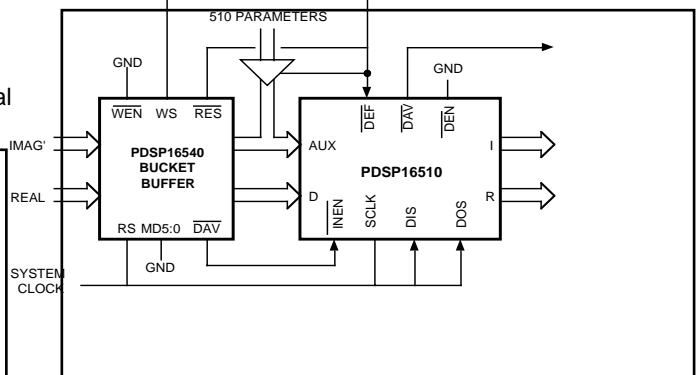 510 PARAMETERS
GND
GND
al
WEN WS RES
DEF
DAV
DEN
IMAG'
AUX
I
PDSP16540
BUCKET
BUFFER
PDSP16510
REAL
D
R
INEN
SCLK
DIS
DOS
RS MD5:0 DAV
GND
SYSTEM
CLOCK